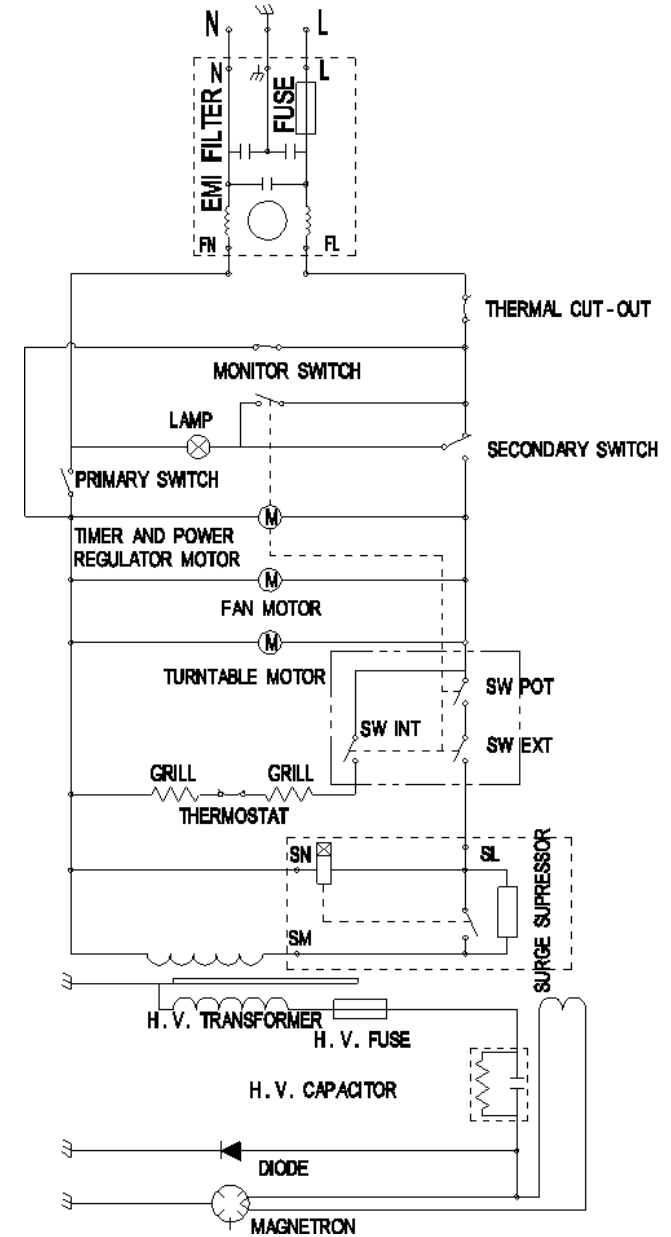 N L
N L
EMI FILTER
FUSE
FN FL
THERMAL CUT-OUT
MONITOR SWITCH
LAMP
SECONDARY SWITCH
PRIMARY SWITCH
M
TIMER AND POWER
REGULATOR MOTOR
M
FAN MOTOR
M
TURNTABLE MOTOR
SW POT
SW INT
SW EXT
GRILL GRILL
THERMOSTAT
SN SL
SURGE SUPRESSOR
SM
H.V. TRANSFORMER
H.V. FUSE
H.V. CAPACITOR
DIODE
MAGNETRON